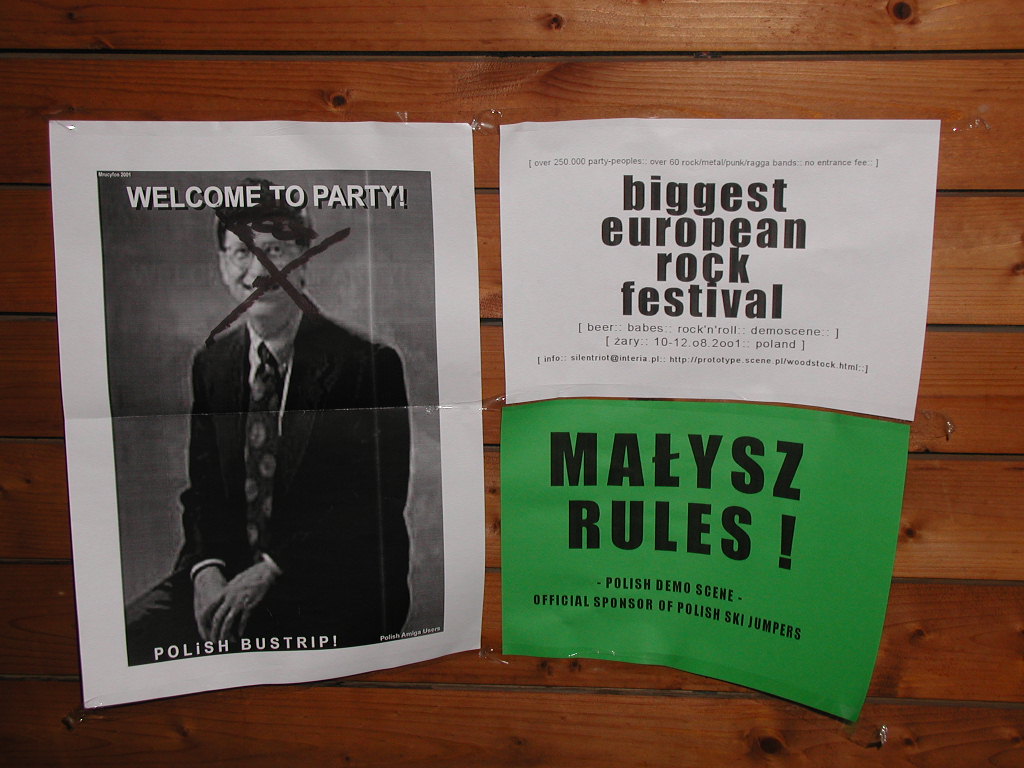 Mrucyfox 2001
WELCOME TO PARTY!
POLiSH BUSTRIP!
Polish Amiga Users
[ over 250.000 party-peoples:: over 60 rock/metal/punk/ragga bands:: no entrance fee:: ]
biggest
european
rock
festival
[ beer:: babes:: rock'n'roll:: demoscene:: ]
[ żary:: 10-12.o8.2oo1:: poland ]
[ info:: silentriot@interia.pl:: http://prototype.scene.pl/woodstock.html::]
MAŁYSZ
RULES !
- POLISH DEMO SCENE -
OFFICIAL SPONSOR OF POLISH SKI JUMPERS